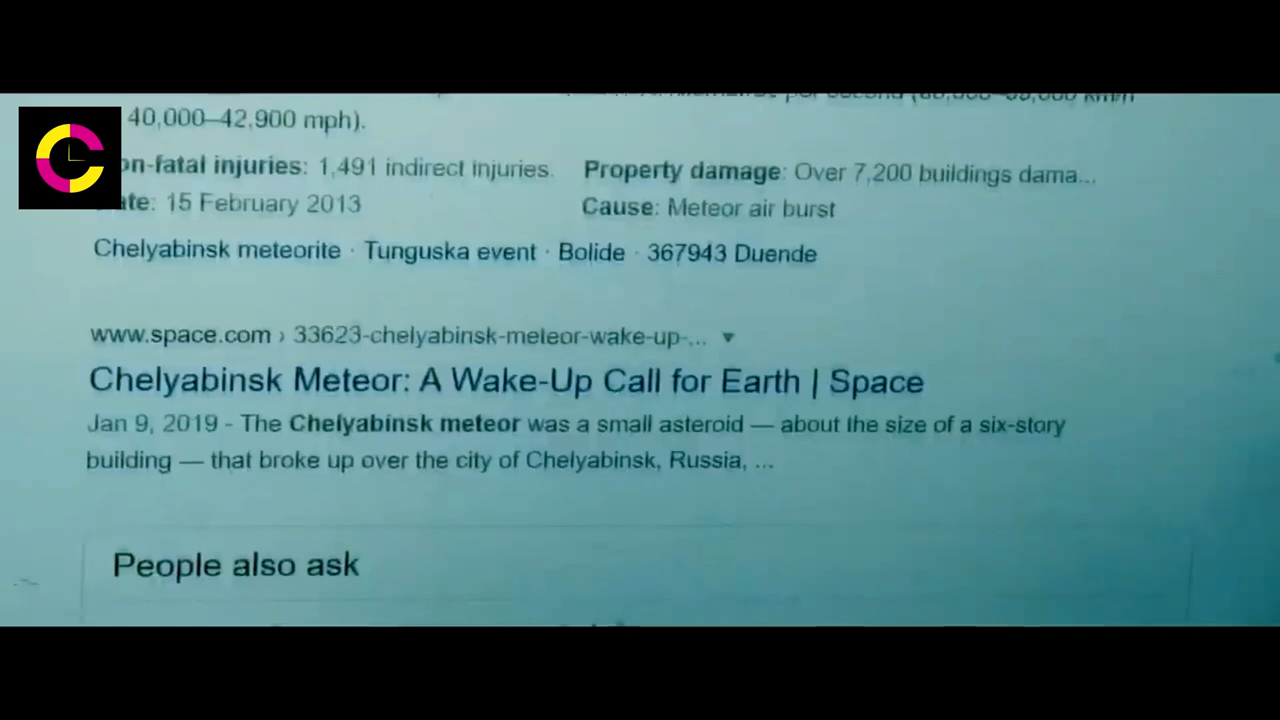 per second
40,000–42,900 mph).
on-fatal injuries: 1,491 indirect injuries. Property damage: Over 7,200 buildings dama...
ate: 15 February 2013 Cause: Meteor air burst
Chelyabinsk meteorite · Tunguska event · Bolide · 367943 Duende
www.space.com › 33623-chelyabinsk-meteor-wake-up-...
Chelyabinsk Meteor: A Wake-Up Call for Earth | Space
Jan 9, 2019 - The Chelyabinsk meteor was a small asteroid — about the size of a six-story
building — that broke up over the city of Chelyabinsk, Russia, ...
People also ask